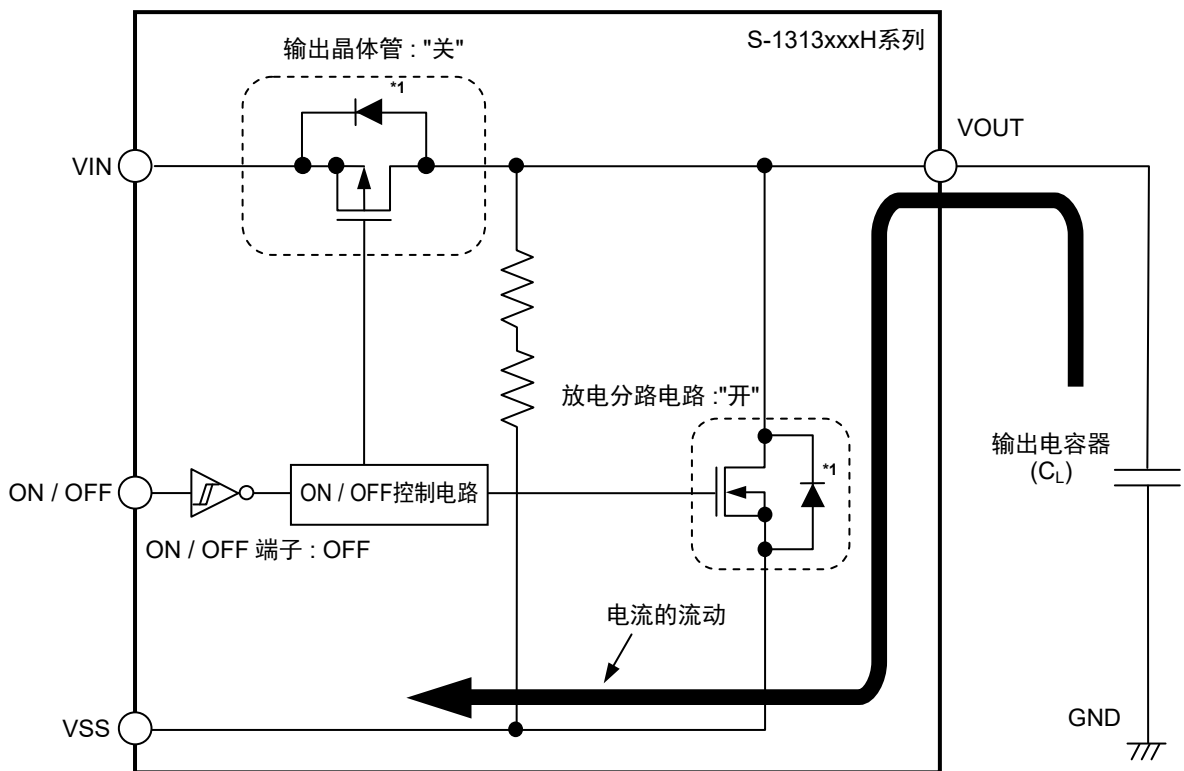 S-1313xxxH系列
输出晶体管 : "关"
*1
VOUT
VIN
放电分路电路 :"开"
*1
输出电容器
(CL)
ON / OFF
ON / OFF控制电路
ON / OFF 端子 : OFF
电流的流动
VSS
GND